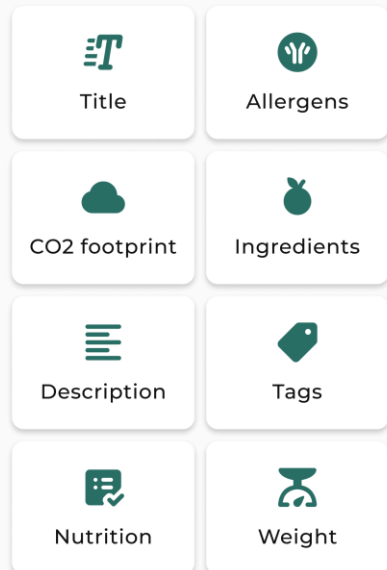 Title
Allergens
CO2 footprint
Ingredients
Description
Tags
Nutrition
Weight